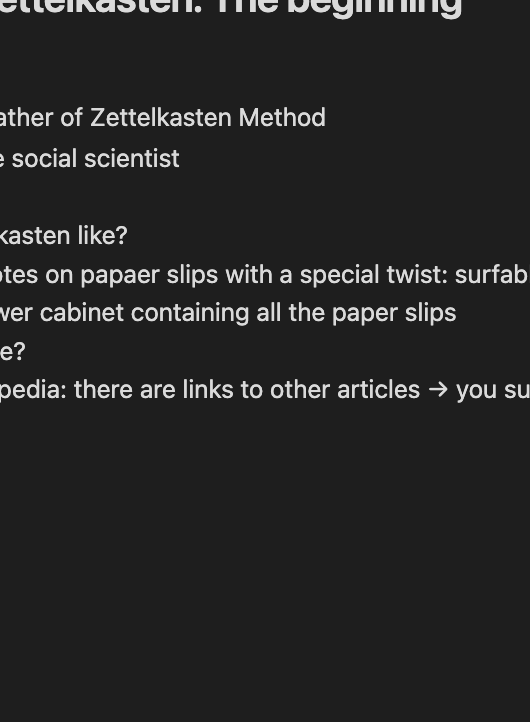 ettelkasten: The beginning
ather of Zettelkasten Method
e social scientist
kasten like?
otes on papaer slips with a special twist: surfab
wer cabinet containing all the paper slips
e?
pedia: there are links to other articles → you su